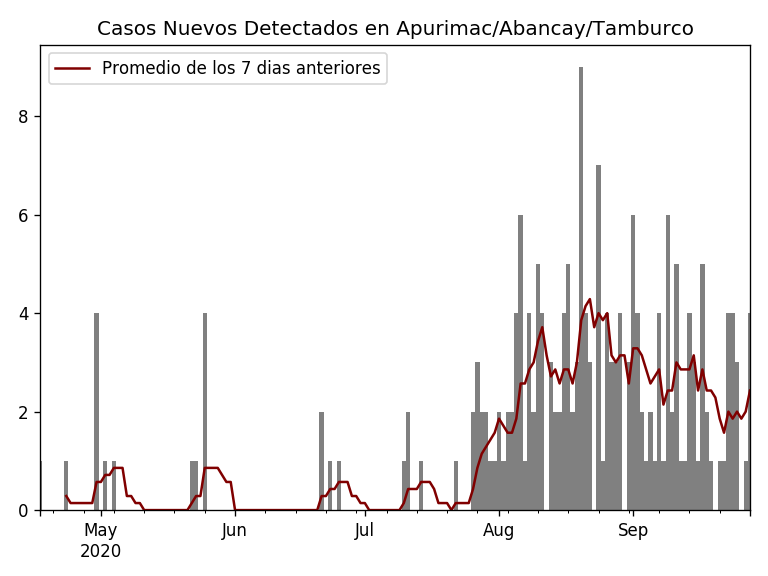 Casos Nuevos Detectados en Apurimac/Abancay/Tamburco
Promedio de los 7 dias anteriores
8
6
4
2
0
May Jun Jul Aug Sep
2020